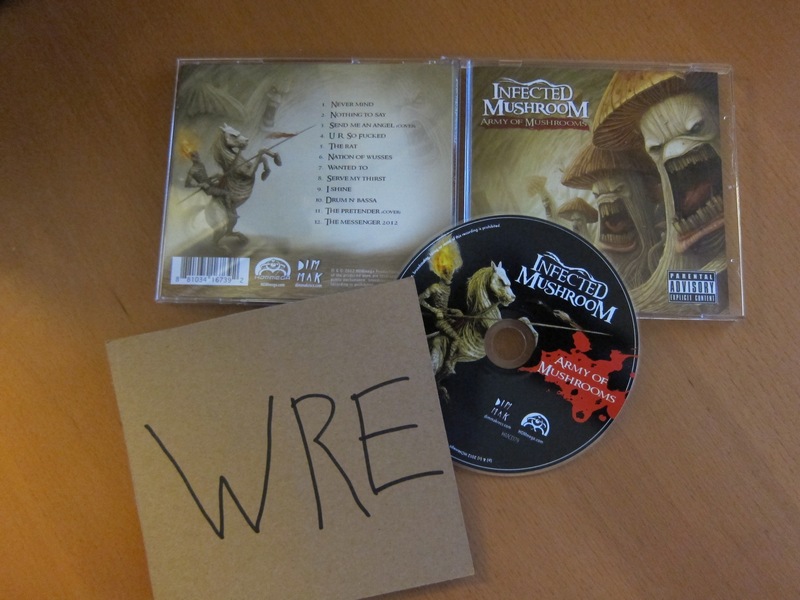 1. NEVER MIND
2. NOTHING TO SAY
3. SEND ME AN ANGEL (COVER)
4. U R SO FUCKED
5. THE RAT
6. NATION OF WUSSES
7. WANTED TO
8. SERVE MY THIRST
9. I SHINE
10. DRUM N BASSA
11. THE PRETENDER (COVER)
12. THE MESSENGER 2012
DIM
MAK
INFECTED
MUSHROOM
ARMY OF MUSHROOMS
PARENTAL
ADVISORY
EXPLICIT CONTENT
INFECTED
MUSHROOM
ARMY OF
MUSHROOMS
DIM
MAK
WRE